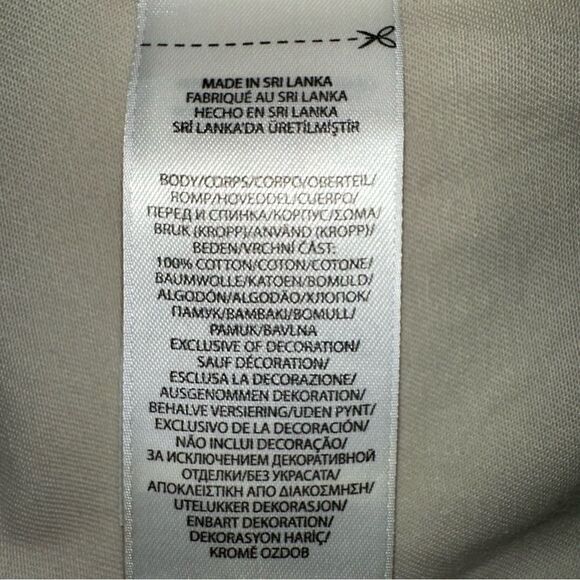 MADE IN SRI LANKA
FABRIQUÉ AU SRI LANKA
HECHO EN SRI LANKA
SRİ LANKA'DA ÜRETİLMİŞTİR
BODY/CORPS/CORPO/OBERTEIL/
ROMP/HOVEDDEL/CUERPO/
ПЕРЕД И СПИНКА/КОРПУС/ΣΩΜΑ/
BRUK (KROPP)/ANVÄND (KROPP)/
BEDEN/VRCHNÍ ČÁST:
100% COTTON/COTON/COTONE/
BAUMWOLLE/KATOEN/BOMULD/
ALGODÓN/ALGODÃO/ХЛОПОК/
ПАМУК/BAMBAKI/BOMULL/
PAMUK/BAVLNA
EXCLUSIVE OF DECORATION/
SAUF DÉCORATION/
ESCLUSA LA DECORAZIONE/
AUSGENOMMEN DEKORATION/
BEHALVE VERSIERING/UDEN PYNT/
EXCLUSIVO DE LA DECORACIÓN/
NÃO INCLUI DECORAÇÃO/
ЗА ИСКЛЮЧЕНИЕМ ДЕКОРАТИВНОЙ
ОТДЕЛКИ/БЕЗ УКРАСАТА/
ΑΠΟΚΛΕΙΣΤΙΚΗ ΑΠΟ ΔΙΑΚΟΣΜΗΣΗ/
UTELUKKER DEKORASJON/
ENBART DEKORATION/
DEKORASYON HARİÇ/
KROMĚ OZDOB